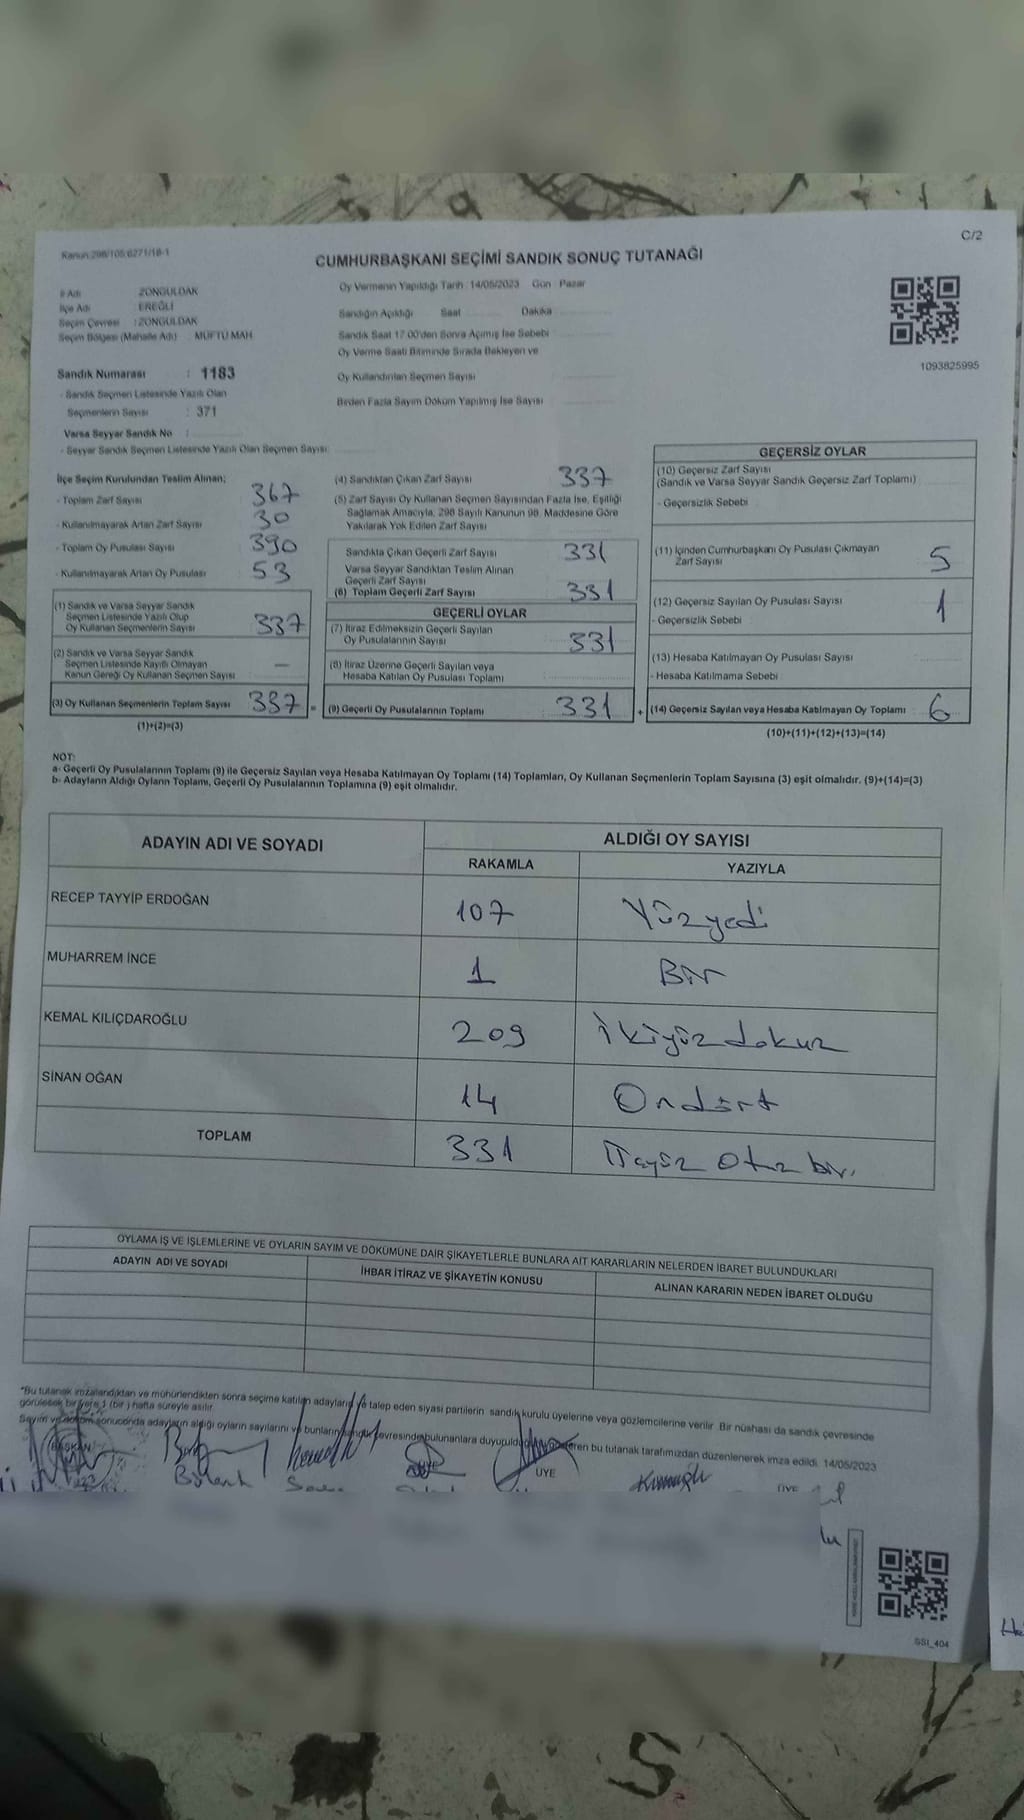 C/2
Kanun:298/105:6271/18-1
CUMHURBAŞKANI SEÇİMİ SANDIK SONUÇ TUTANAĞI
1093825995
İl Adı : ZONGULDAK
İlçe Adı : EREĞLİ
Seçim Çevresi : ZONGULDAK
Seçim Bölgesi (Mahalle Adı) : MÜFTÜ MAH
Sandık Numarası : 1183
- Sandık Seçmen Listesinde Yazılı Olan
Seçmenlerin Sayısı : 371
Varsa Seyyar Sandık No :
- Seyyar Sandık Seçmen Listesinde Yazılı Olan Seçmen Sayısı:
Oy Vermenin Yapıldığı Tarih : 14/05/2023 Gün : Pazar
Sandığın Açıldığı Saat Dakika
Sandık Saat 17.00'den Sonra Açımış İse Sebebi
Oy Verme Saati Bitiminde Sırada Bekleyen ve
Oy Kullandırılan Seçmen Sayısı
Birden Fazla Sayım Döküm Yapılmış İse Sayısı
İlçe Seçim Kurulundan Teslim Alınan;
- Toplam Zarf Sayısı 367
- Kullanılmayarak Artan Zarf Sayısı 30
- Toplam Oy Pusulası Sayısı 390
- Kullanılmayarak Artan Oy Pusulası 53
(1) Sandık ve Varsa Seyyar Sandık
Seçmen Listesinde Yazılı Olup
Oy Kullanan Seçmenlerin Sayısı 337
(2) Sandık ve Varsa Seyyar Sandık
Seçmen Listesinde Kayıtlı Olmayan
Kanun Gereği Oy Kullanan Seçmen Sayısı —
(3) Oy Kullanan Seçmenlerin Toplam Sayısı 337 =
(1)+(2)=(3)
(4) Sandıktan Çıkan Zarf Sayısı 337
(5) Zarf Sayısı Oy Kullanan Seçmen Sayısından Fazla İse, Eşitliği
Sağlamak Amacıyla, 298 Sayılı Kanunun 98. Maddesine Göre
Yakılarak Yok Edilen Zarf Sayısı
Sandıkta Çıkan Geçerli Zarf Sayısı 331
Varsa Seyyar Sandıktan Teslim Alınan
Geçerli Zarf Sayısı
(6) Toplam Geçerli Zarf Sayısı 331
GEÇERLİ OYLAR
(7) İtiraz Edilmeksizin Geçerli Sayılan
Oy Pusulalarının Sayısı 331
(8) İtiraz Üzerine Geçerli Sayılan veya
Hesaba Katılan Oy Pusulası Toplamı
(9) Geçerli Oy Pusulalarının Toplamı 331 +
GEÇERSİZ OYLAR
(10) Geçersiz Zarf Sayısı
(Sandık ve Varsa Seyyar Sandık Geçersiz Zarf Toplamı)
- Geçersizlik Sebebi
(11) İçinden Cumhurbaşkanı Oy Pusulası Çıkmayan
Zarf Sayısı 5
(12) Geçersiz Sayılan Oy Pusulası Sayısı 1
- Geçersizlik Sebebi
(13) Hesaba Katılmayan Oy Pusulası Sayısı
- Hesaba Katılmama Sebebi
(14) Geçersiz Sayılan veya Hesaba Katılmayan Oy Toplamı 6
(10)+(11)+(12)+(13)=(14)
NOT:
a- Geçerli Oy Pusulalarının Toplamı (9) ile Geçersiz Sayılan veya Hesaba Katılmayan Oy Toplamı (14) Toplamları, Oy Kullanan Seçmenlerin Toplam Sayısına (3) eşit olmalıdır. (9)+(14)=(3)
b- Adayların Aldığı Oyların Toplamı, Geçerli Oy Pusulalarının Toplamına (9) eşit olmalıdır.
ADAYIN ADI VE SOYADI ALDIĞI OY SAYISI
RAKAMLA YAZIYLA
RECEP TAYYİP ERDOĞAN 107 Yüzyedi
MUHARREM İNCE 1 Bir
KEMAL KILIÇDAROĞLU 209 İkiyüz dokuz
SİNAN OĞAN 14 Ondört
TOPLAM 331 Üçyüz Otuz bir.
OYLAMA İŞ VE İŞLEMLERİNE VE OYLARIN SAYIM VE DÖKÜMÜNE DAİR ŞİKAYETLERLE BUNLARA AİT KARARLARIN NELERDEN İBARET BULUNDUKLARI
ADAYIN ADI VE SOYADI İHBAR İTİRAZ VE ŞİKAYETİN KONUSU ALINAN KARARIN NEDEN İBARET OLDUĞU
*Bu tutanak imzalandıktan ve mühürlendikten sonra seçime katılan adayların ve talep eden siyasi partilerin sandık kurulu üyelerine veya gözlemcilerine verilir. Bir nüshası da sandık çevresinde
görülecek bir yere 1 (bir ) hafta süreyle asılır.
Sayım ve döküm sonucunda adayların aldığı oyların sayılarını ve bunların sandık çevresinde bulunanlara duyurulduğunu gösteren bu tutanak tarafımızdan düzenlenerek imza edildi. 14/05/2023
BAŞKAN
Bülent
ÜYE
ÜYE
SSI_404